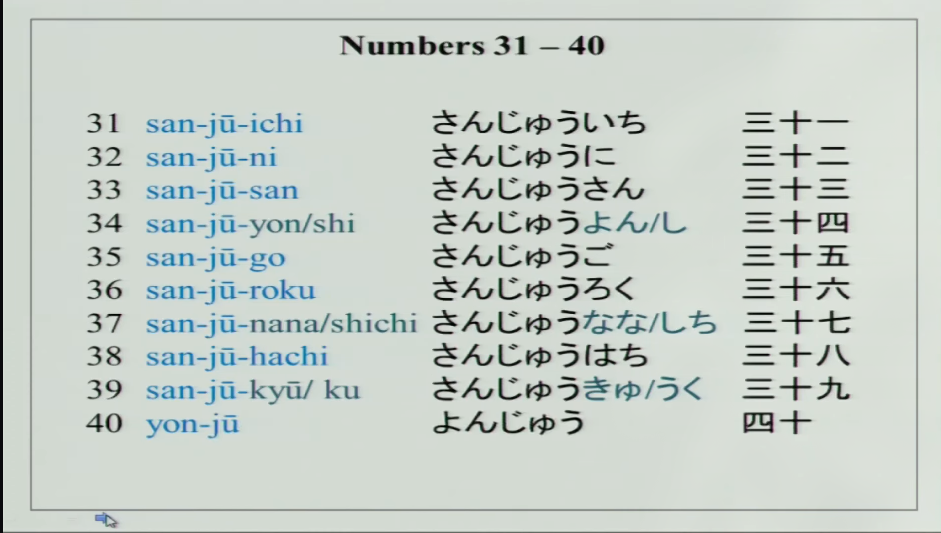 Numbers 31 – 40
31 san-jū-ichi さんじゅういち 三十一
32 san-jū-ni さんじゅうに 三十二
33 san-jū-san さんじゅうさん 三十三
34 san-jū-yon/shi さんじゅうよん/し 三十四
35 san-jū-go さんじゅうご 三十五
36 san-jū-roku さんじゅうろく 三十六
37 san-jū-nana/shichi さんじゅうなな/しち 三十七
38 san-jū-hachi さんじゅうはち 三十八
39 san-jū-kyū/ ku さんじゅうきゅ/うく 三十九
40 yon-jū よんじゅう 四十